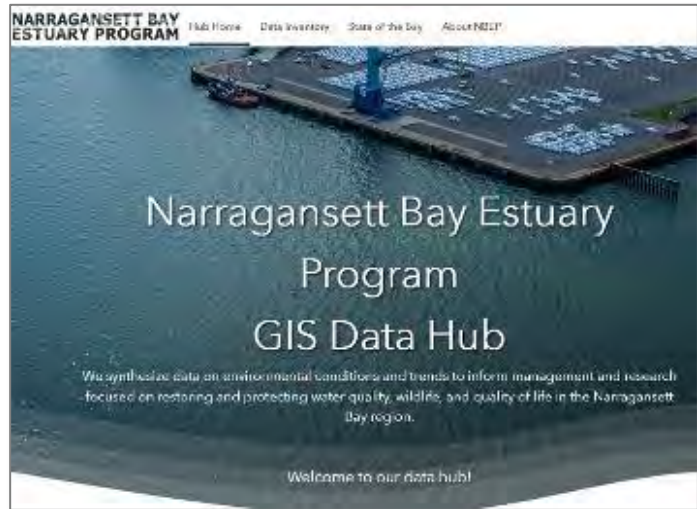 NARRAGANSETT BAY
ESTUARY PROGRAM
Hub Home Data Inventory State of the Bay About NBEP
Narragansett Bay Estuary
Program
GIS Data Hub
We synthesize data on environmental conditions and trends to inform management and research
focused on restoring and protecting water quality, wildlife, and quality of life in the Narragansett
Bay region.
Welcome to our data hub!